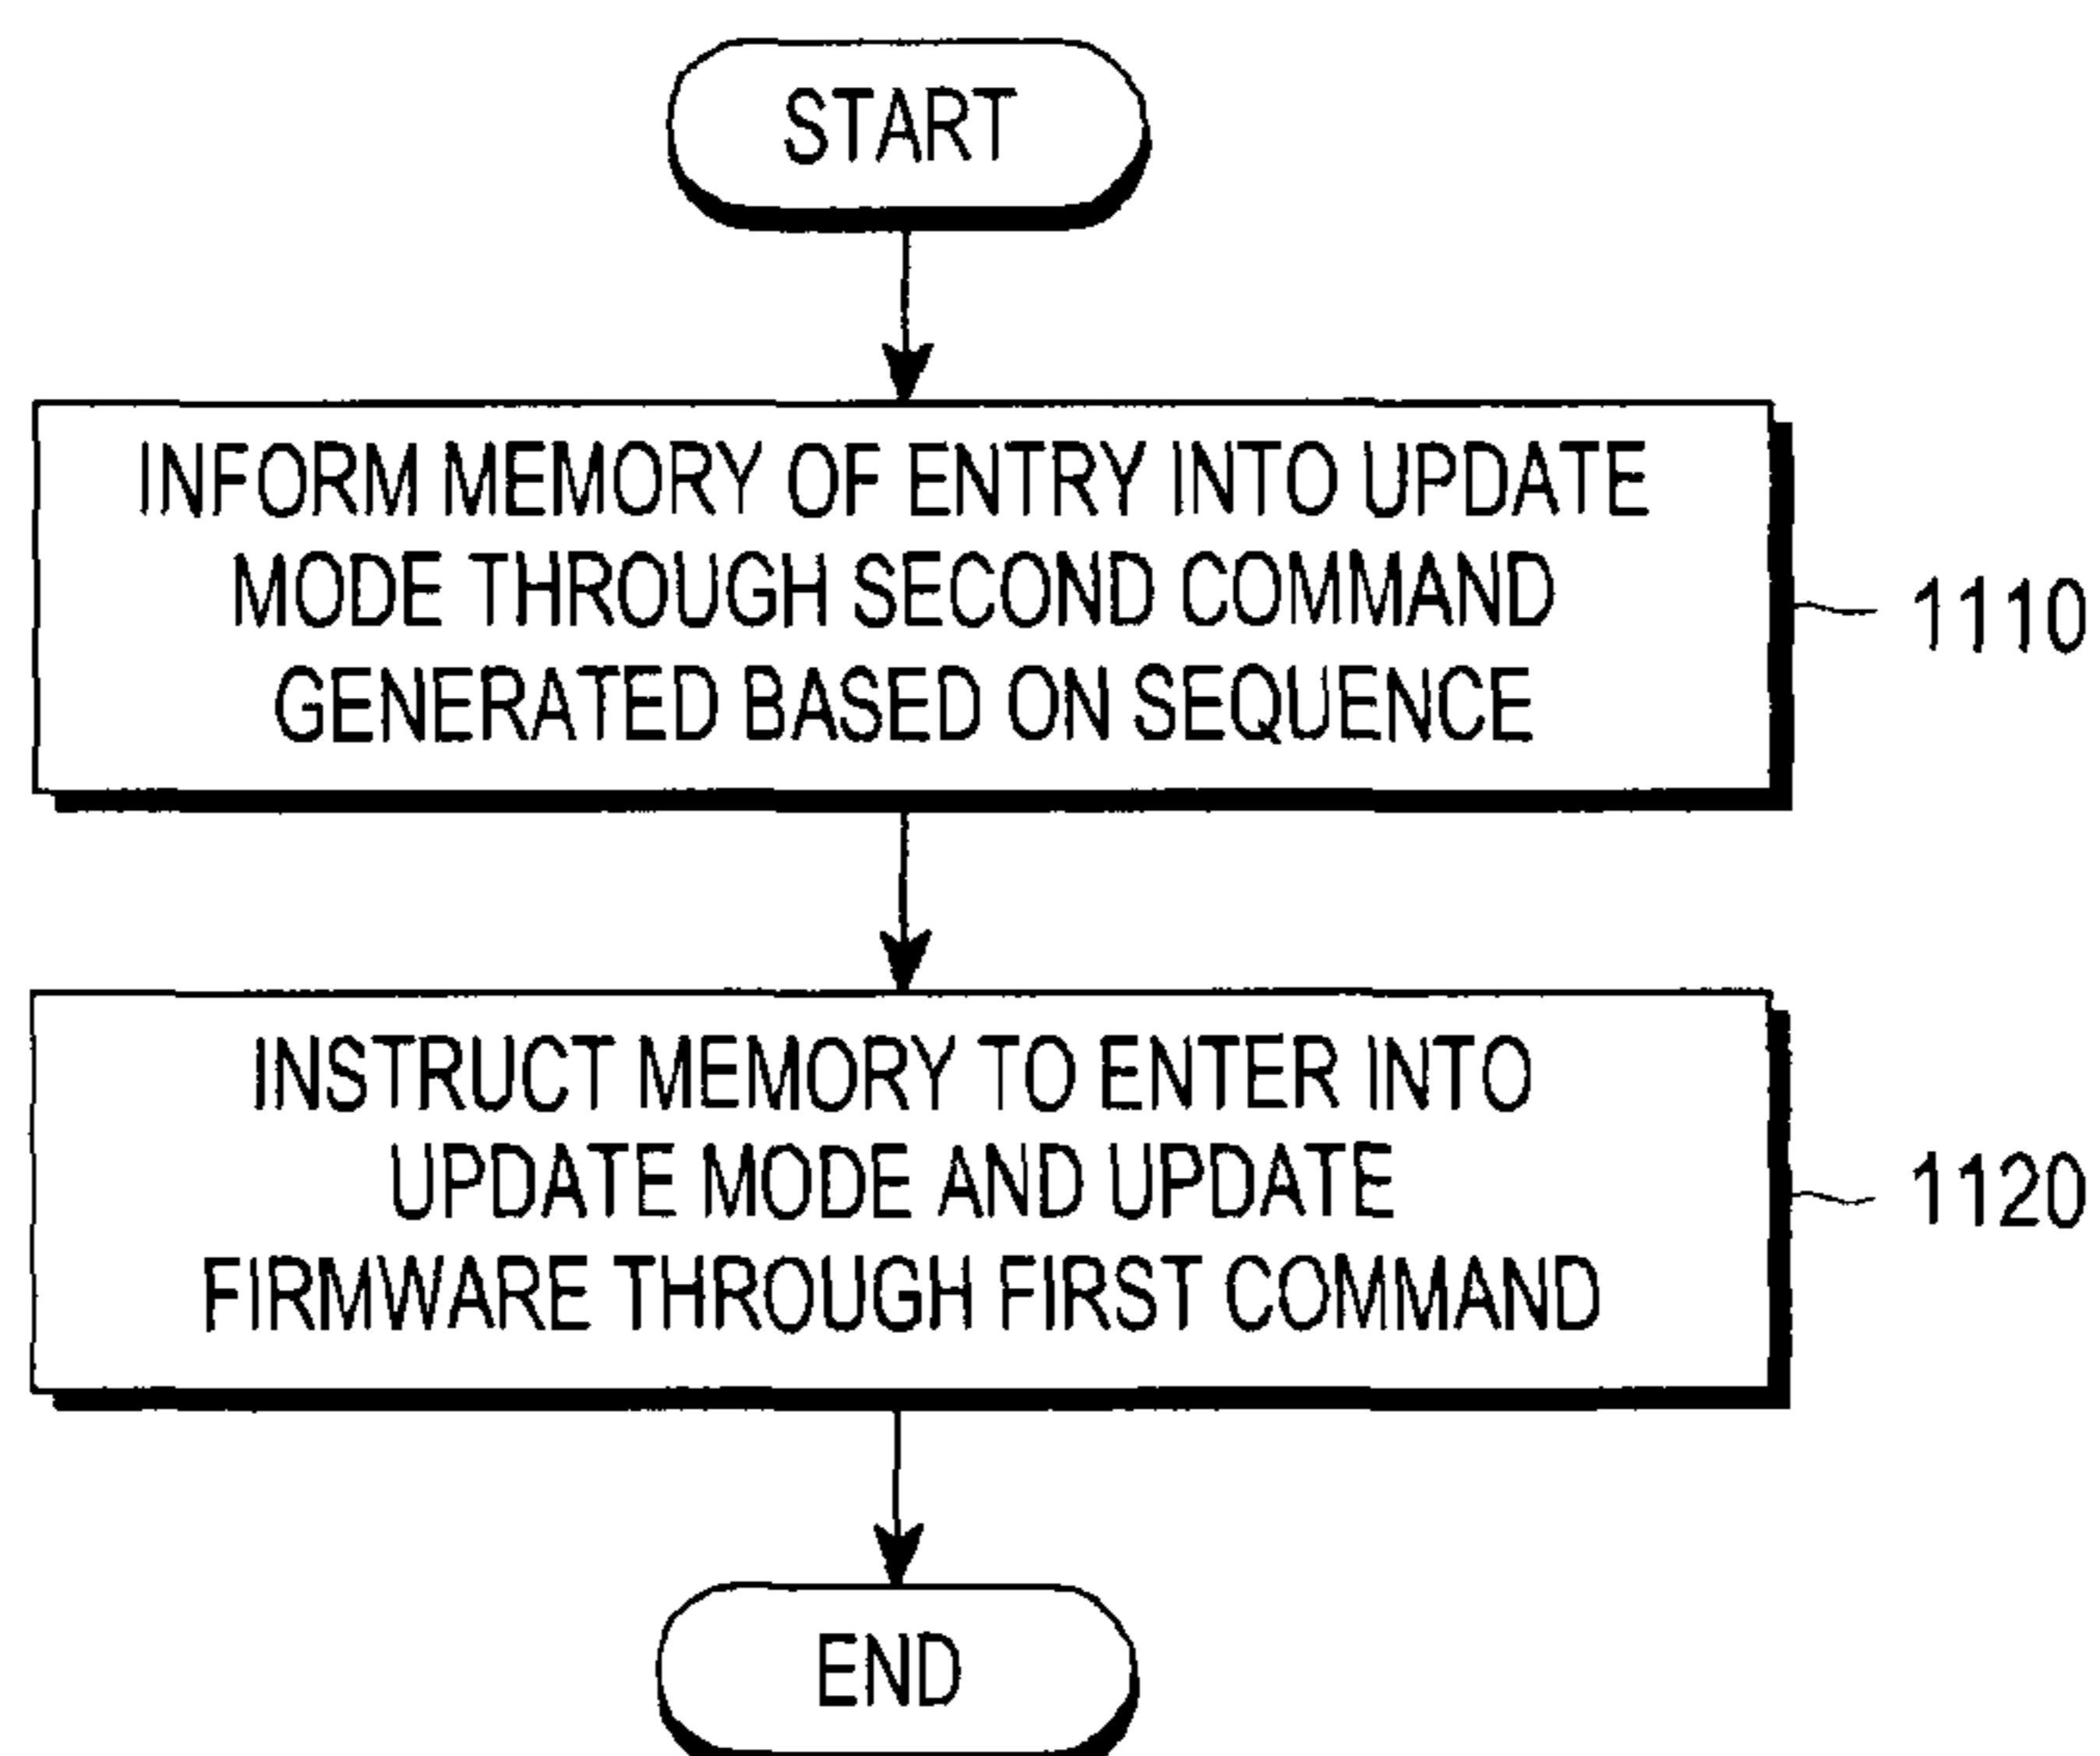 START
INFORM MEMORY OF ENTRY INTO UPDATE
MODE THROUGH SECOND COMMAND
GENERATED BASED ON SEQUENCE
1110
INSTRUCT MEMORY TO ENTER INTO
UPDATE MODE AND UPDATE
FIRMWARE THROUGH FIRST COMMAND
1120
END